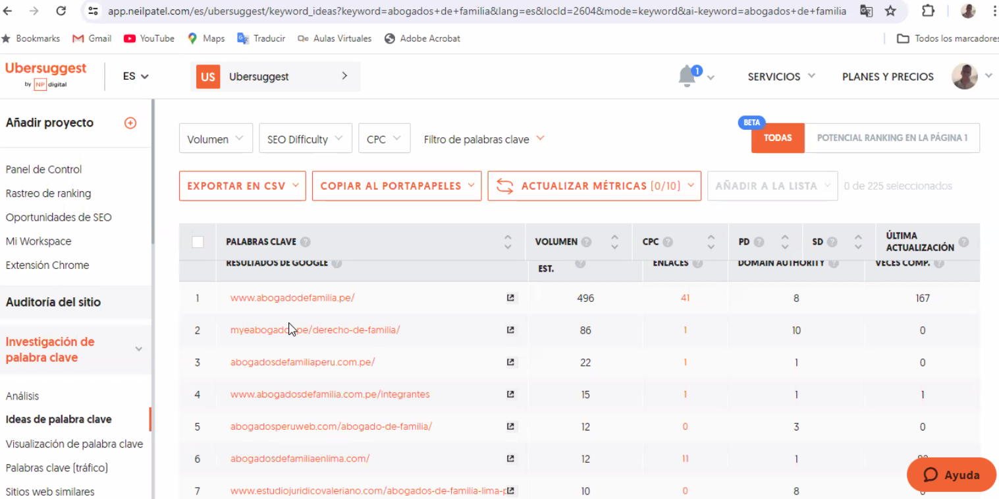 app.neilpatel.com/es/ubersuggest/keyword_ideas?keyword=abogados+de+familia&lang=es&locId=2604&mode=keyword&ai-keyword=abogados+de+familia
Bookmarks Gmail YouTube Maps Traducir Aulas Virtuales Adobe Acrobat Todos los marcadores
Ubersuggest
by NP digital
ES
US Ubersuggest
1
SERVICIOS
PLANES Y PRECIOS
Añadir proyecto
Panel de Control
Rastreo de ranking
Oportunidades de SEO
Mi Workspace
Extensión Chrome
Auditoría del sitio
Investigación de
palabra clave
Análisis
Ideas de palabra clave
Visualización de palabra clave
Palabras clave (tráfico)
Sitios web similares
Volumen SEO Difficulty CPC Filtro de palabras clave
BETA
TODAS POTENCIAL RANKING EN LA PÁGINA 1
EXPORTAR EN CSV COPIAR AL PORTAPAPELES ACTUALIZAR MÉTRICAS (0/10) AÑADIR A LA LISTA 0 de 225 seleccionados
PALABRAS CLAVE ? VOLUMEN ? CPC ? PD ? SD ? ÚLTIMA
ACTUALIZACIÓN ?
RESULTADOS DE GOOGLE ? EST. ? ENLACES ? DOMAIN AUTHORITY ? VECES COMP. ?
1 www.abogadodefamilia.pe/ 496 41 8 167
2 myeabogado.pe/derecho-de-familia/ 86 1 10 0
3 abogadosdefamiliaperu.com.pe/ 22 1 1 0
4 www.abogadosdefamilia.com.pe/integrantes 15 1 1 1
5 abogadosperuweb.com/abogado-de-familia/ 12 0 3 0
6 abogadosdefamiliaenlima.com/ 12 11 1
7 www.estudiojuridicovaleriano.com/abogados-de-familia-lima-p 10 0 8
Ayuda